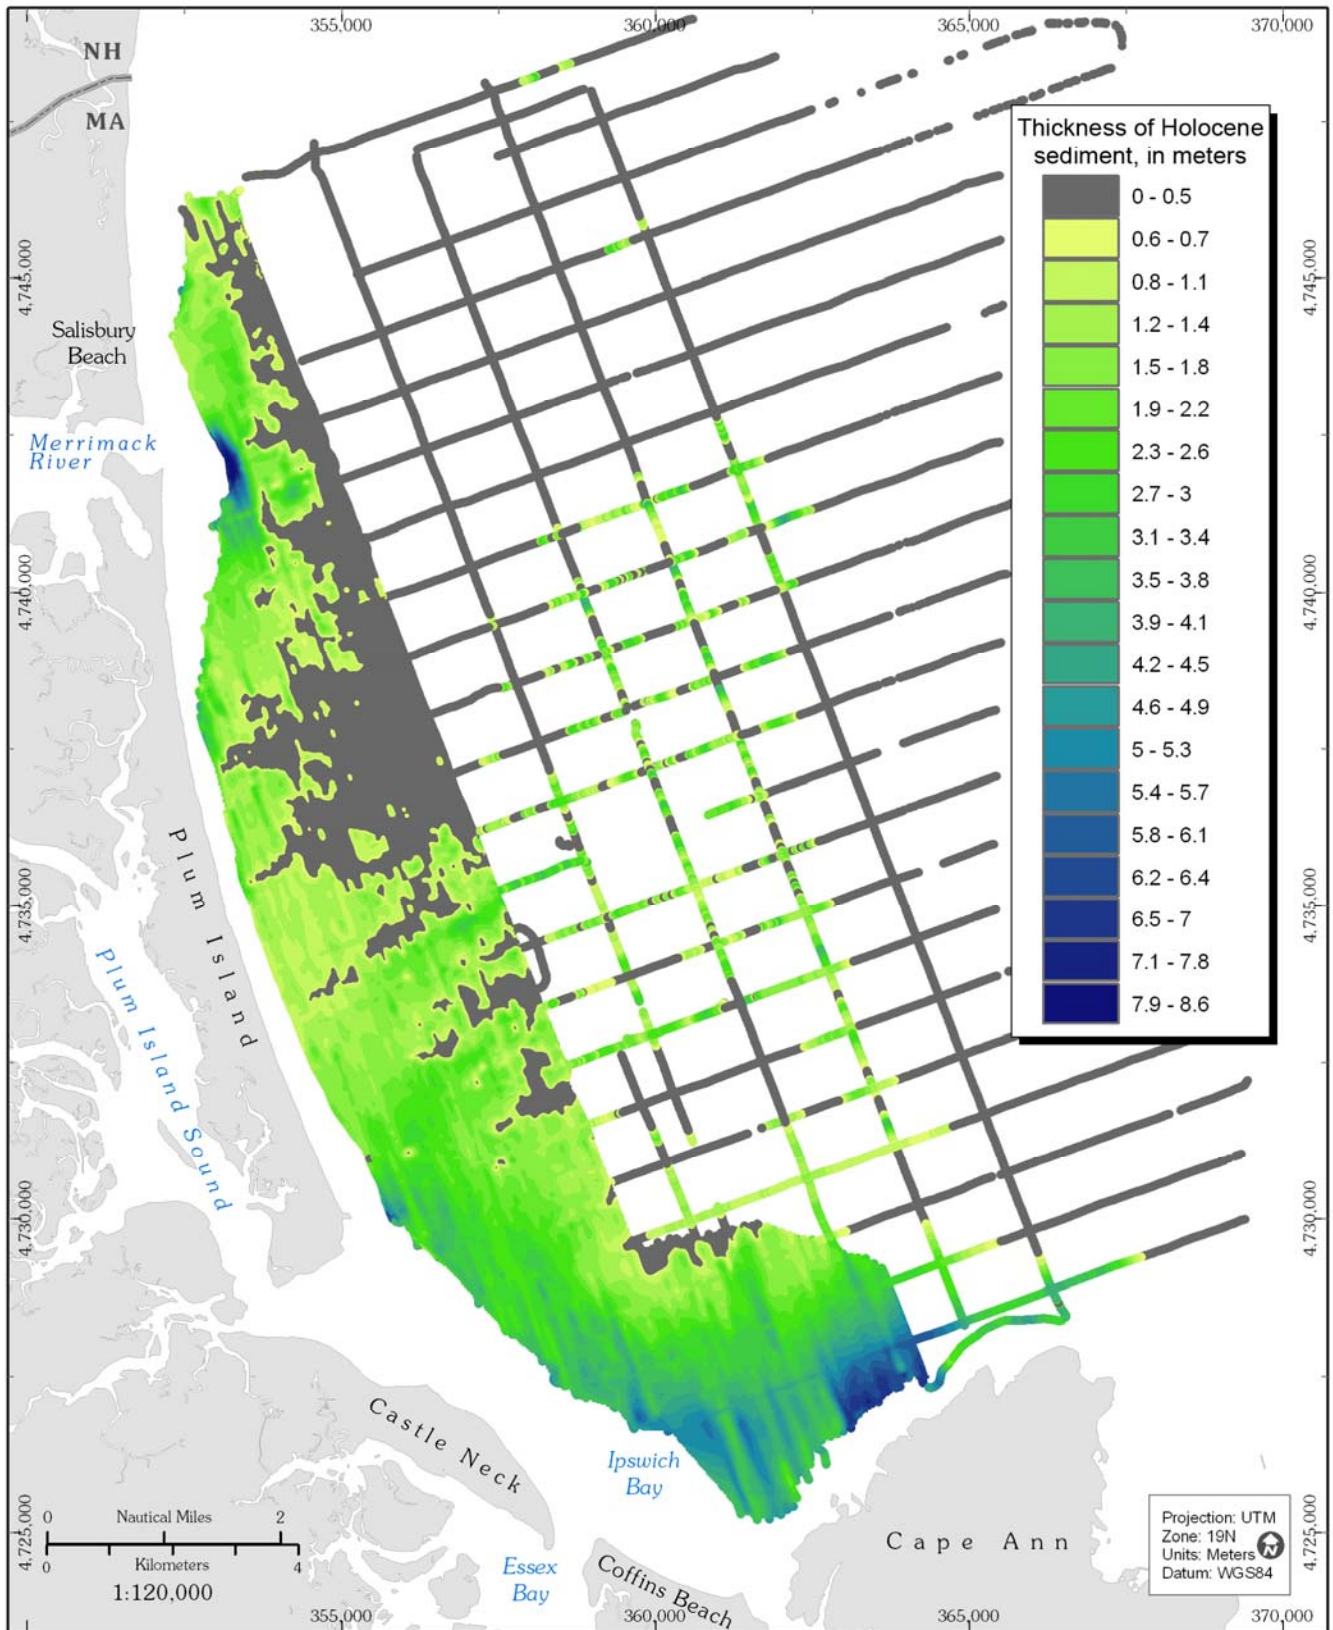 355,000
360,000
365,000
370,000
NH
MA
Thickness of Holocene
sediment, in meters
0 - 0.5
0.6 - 0.7
0.8 - 1.1
1.2 - 1.4
1.5 - 1.8
1.9 - 2.2
2.3 - 2.6
2.7 - 3
3.1 - 3.4
3.5 - 3.8
3.9 - 4.1
4.2 - 4.5
4.6 - 4.9
5 - 5.3
5.4 - 5.7
5.8 - 6.1
6.2 - 6.4
6.5 - 7
7.1 - 7.8
7.9 - 8.6
4,745,000
4,745,000
Salisbury
Beach
Merrimack
River
4,740,000
4,740,000
Plum Island
4,735,000
4,735,000
Plum Island Sound
4,730,000
4,730,000
Castle Neck
Ipswich
Bay
Essex
Bay
Coffins Beach
Cape Ann
4,725,000
4,725,000
0 Nautical Miles 2
0 Kilometers 4
1:120,000
Projection: UTM
Zone: 19N
Units: Meters
Datum: WGS84
N
355,000
360,000
365,000
370,000